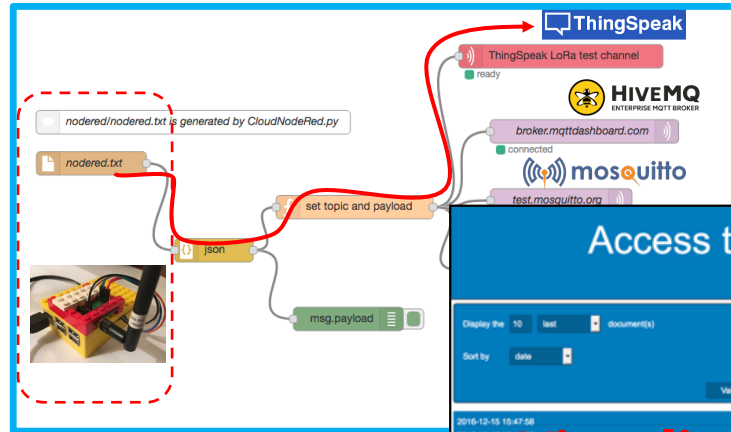 ThingSpeak
ThingSpeak LoRa test channel
ready
HIVEMQ
ENTERPRISE MQTT BROKER
nodered/nodered.txt is generated by CloudNodeRed.py
broker.mqttdashboard.com
connected
nodered.txt
mosquitto
test.mosquitto.org
set topic and payload
json
msg.payload
Access t
Display the 10 last document(s)
Sort by date
Va
2016-12-15 15:47:58